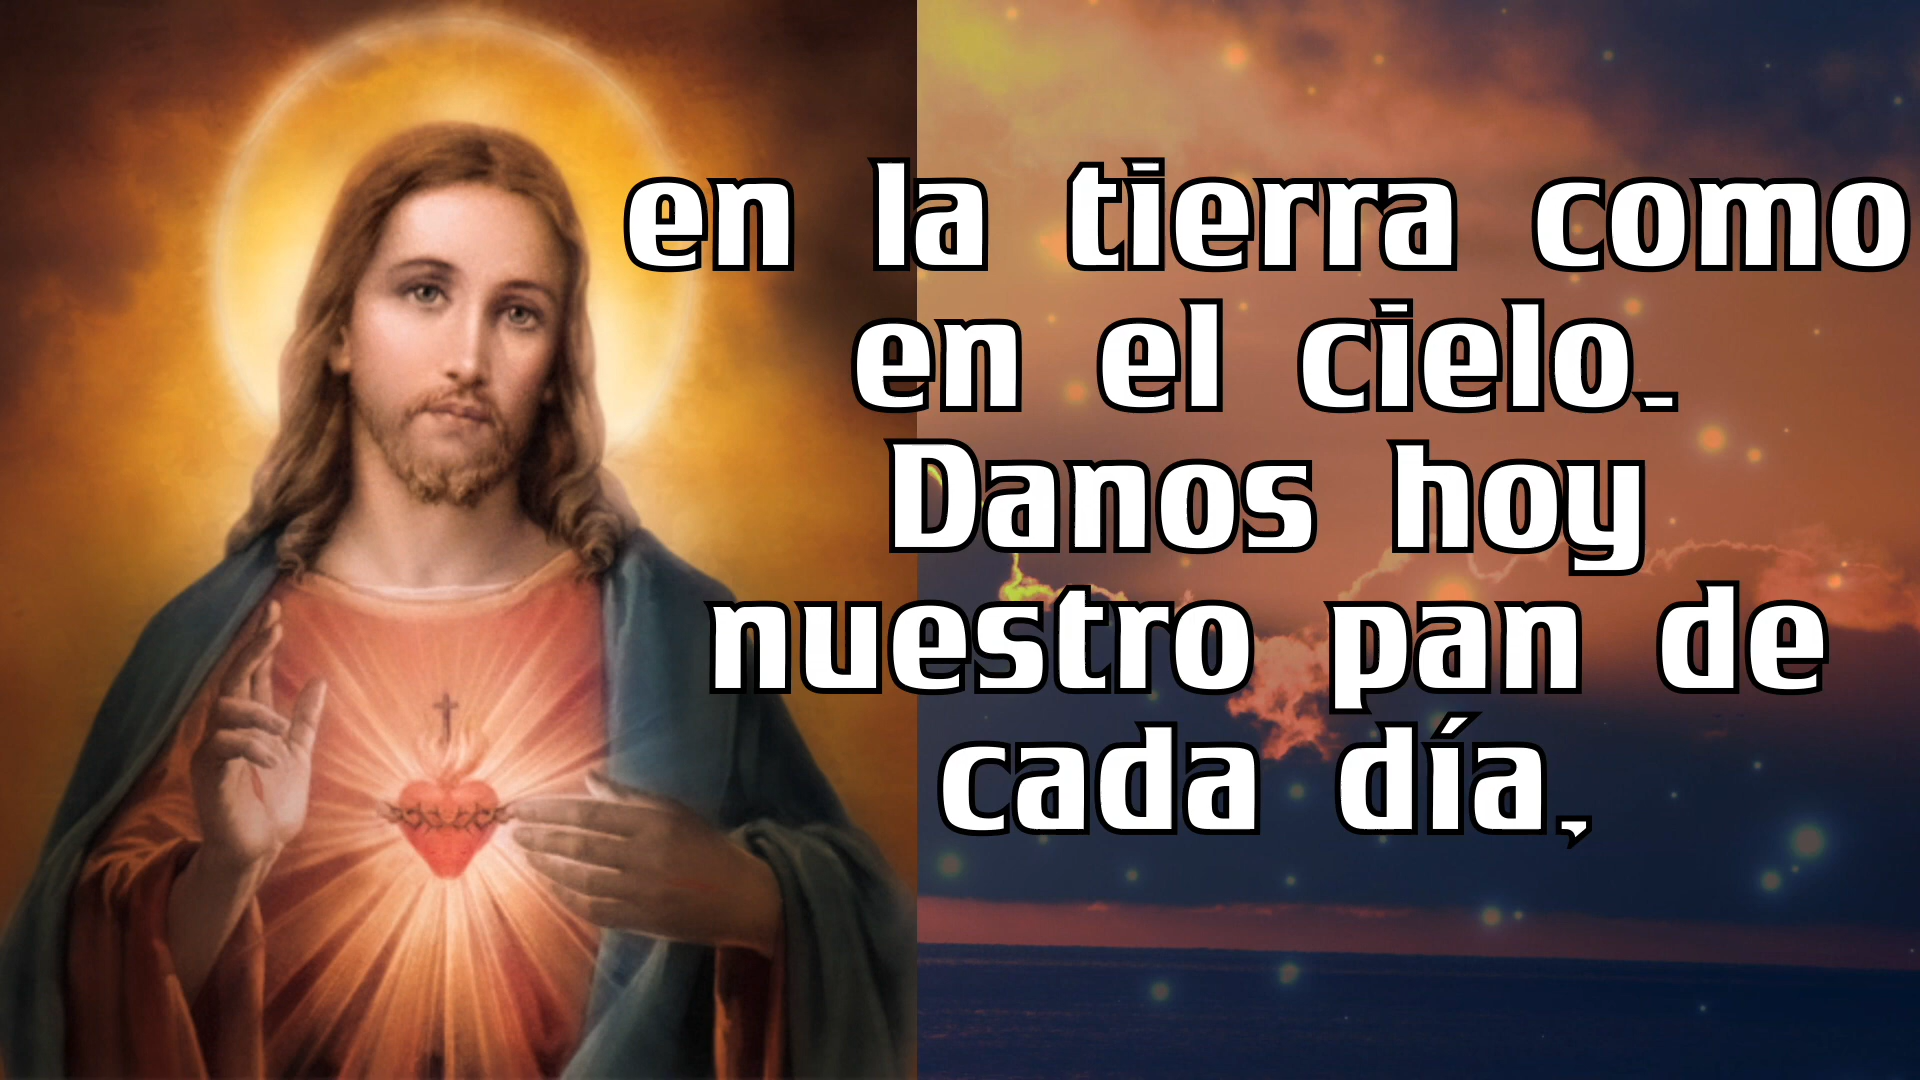 en la tierra como
en el cielo.
Danos hoy
nuestro pan de
cada día,